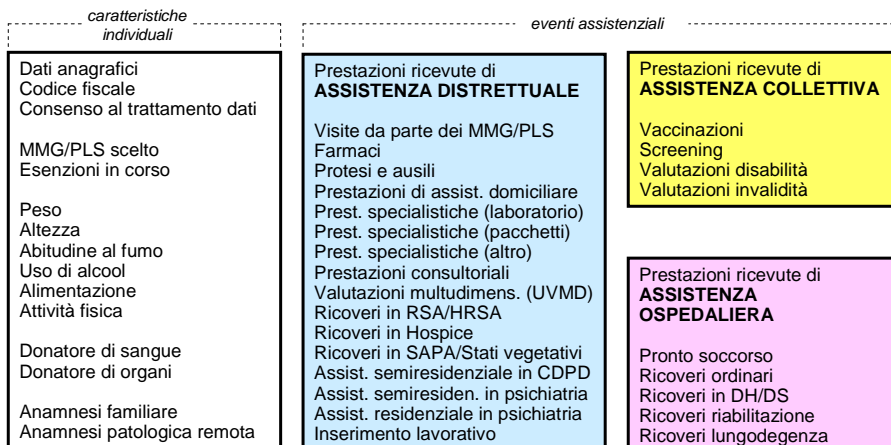 caratteristiche
individuali
eventi assistenziali
Dati anagrafici
Codice fiscale
Consenso al trattamento dati
MMG/PLS scelto
Esenzioni in corso
Peso
Altezza
Abitudine al fumo
Uso di alcool
Alimentazione
Attività fisica
Donatore di sangue
Donatore di organi
Anamnesi familiare
Anamnesi patologica remota
Prestazioni ricevute di
ASSISTENZA DISTRETTUALE
Visite da parte dei MMG/PLS
Farmaci
Protesi e ausili
Prestazioni di assist. domiciliare
Prest. specialistiche (laboratorio)
Prest. specialistiche (pacchetti)
Prest. specialistiche (altro)
Prestazioni consultoriali
Valutazioni multudimens. (UVMD)
Ricoveri in RSA/HRSA
Ricoveri in Hospice
Ricoveri in SAPA/Stati vegetativi
Assist. semiresidenziale in CDPD
Assist. semiresiden. in psichiatria
Assist. residenziale in psichiatria
Inserimento lavorativo
Prestazioni ricevute di
ASSISTENZA COLLETTIVA
Vaccinazioni
Screening
Valutazioni disabilità
Valutazioni invalidità
Prestazioni ricevute di
ASSISTENZA
OSPEDALIERA
Pronto soccorso
Ricoveri ordinari
Ricoveri in DH/DS
Ricoveri riabilitazione
Ricoveri lungodegenza